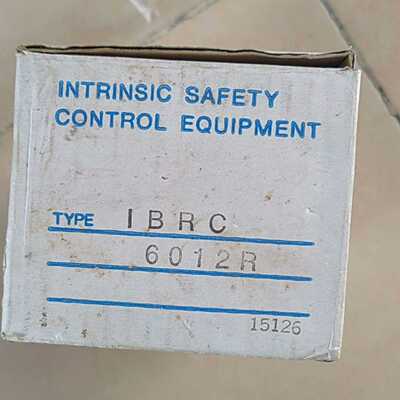 INTRINSIC SAFETY
CONTROL EQUIPMENT
TYPE IBRC
6012R
15126